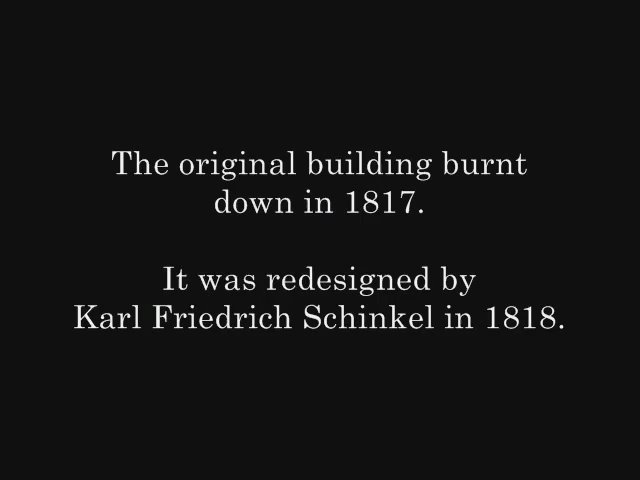 The original building burnt
down in 1817.
It was redesigned by
Karl Friedrich Schinkel in 1818.